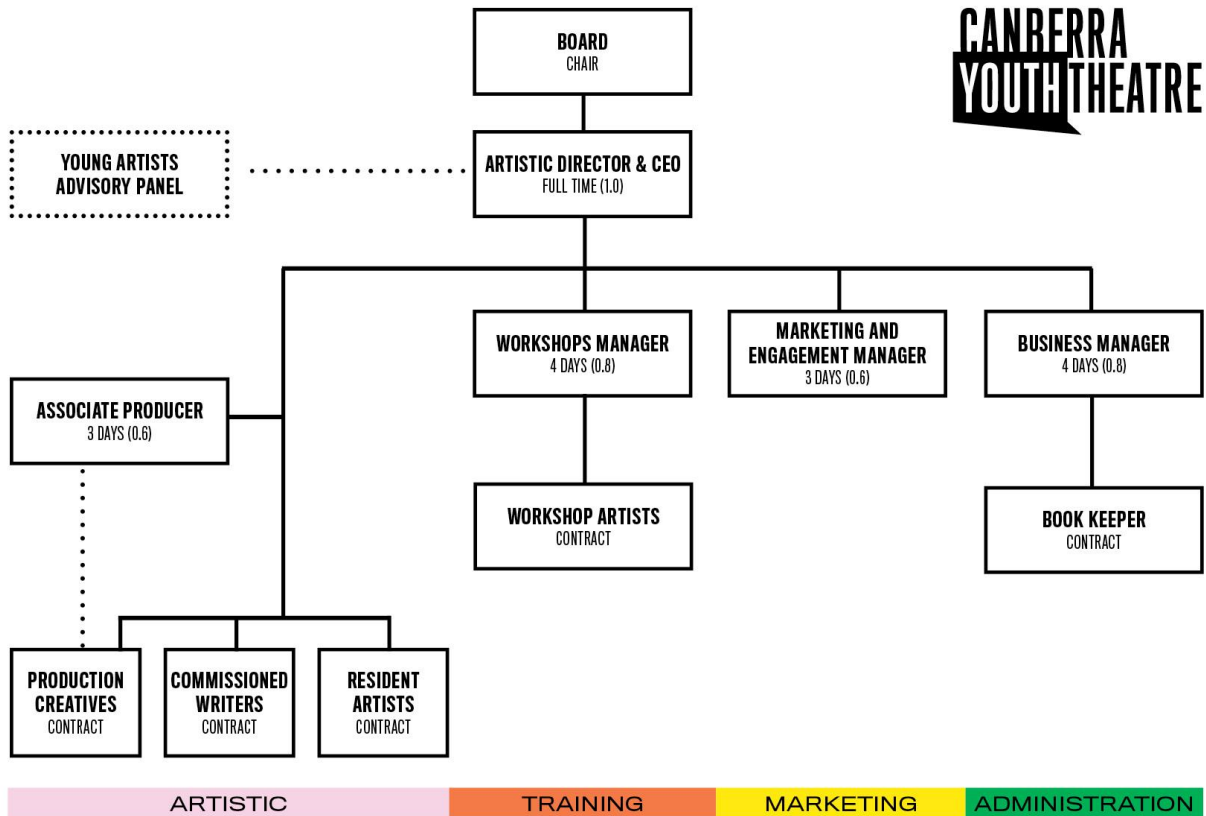 CANBERRA
YOUTH THEATRE
BOARD
CHAIR
YOUNG ARTISTS
ADVISORY PANEL
ARTISTIC DIRECTOR & CEO
FULL TIME (1.0)
WORKSHOPS MANAGER
4 DAYS (0.8)
MARKETING AND
ENGAGEMENT MANAGER
3 DAYS (0.6)
BUSINESS MANAGER
4 DAYS (0.8)
ASSOCIATE PRODUCER
3 DAYS (0.6)
WORKSHOP ARTISTS
CONTRACT
BOOK KEEPER
CONTRACT
PRODUCTION
CREATIVES
CONTRACT
COMMISSIONED
WRITERS
CONTRACT
RESIDENT
ARTISTS
CONTRACT
ARTISTIC
TRAINING
MARKETING
ADMINISTRATION